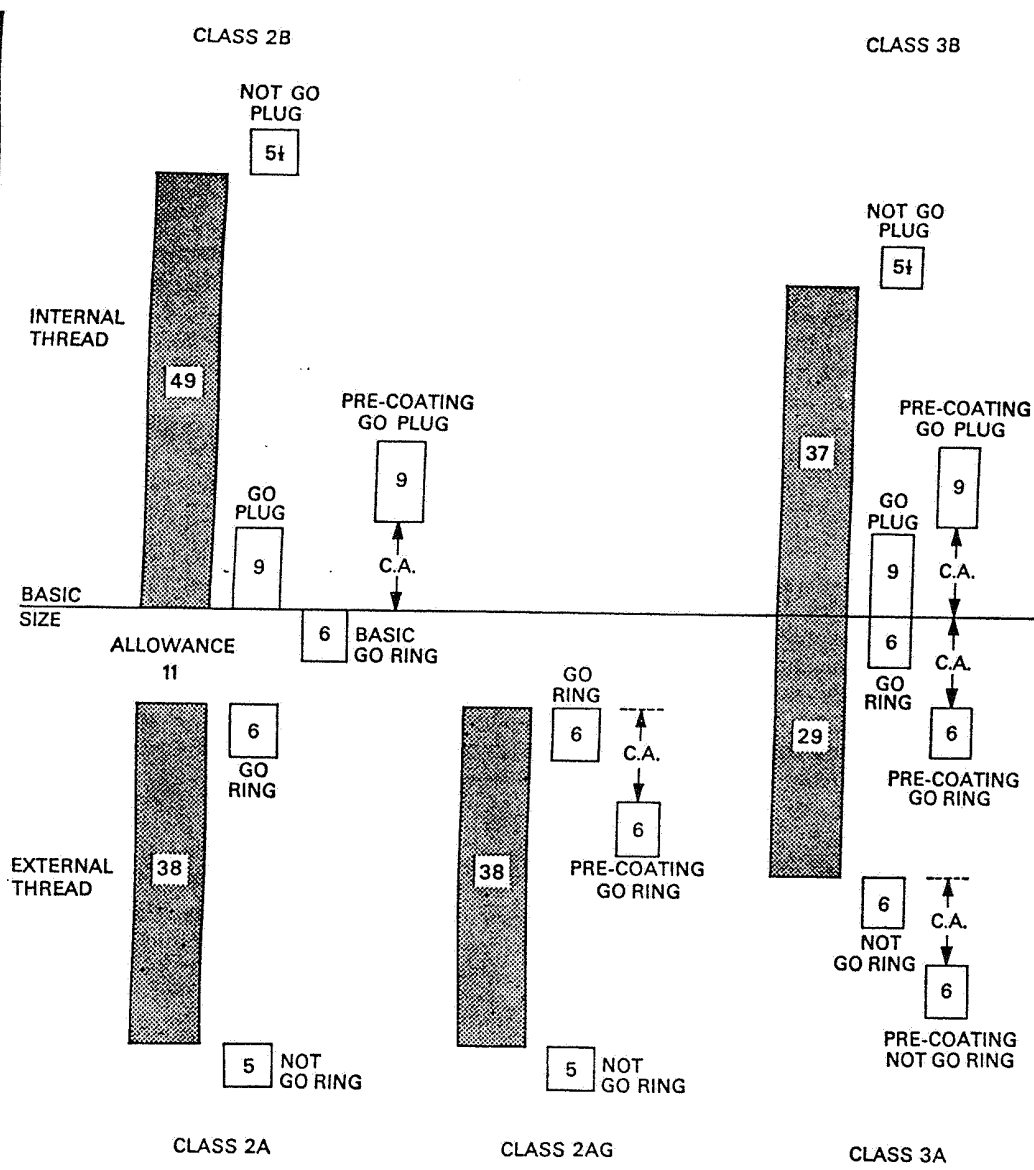 CLASS 2B
CLASS 3B
NOT GO
PLUG
5½
NOT GO
PLUG
5½
INTERNAL
THREAD
49
PRE-COATING
GO PLUG
9
C.A.
GO
PLUG
9
37
PRE-COATING
GO PLUG
9
C.A.
GO
PLUG
9
BASIC
SIZE
6
BASIC
GO RING
ALLOWANCE
11
6
GO
RING
C.A.
6
PRE-COATING
GO RING
6
GO
RING
GO
RING
6
C.A.
6
PRE-COATING
GO RING
29
EXTERNAL
THREAD
38
38
6
NOT
GO RING
C.A.
6
PRE-COATING
NOT GO RING
5
NOT
GO RING
5
NOT
GO RING
CLASS 2A
CLASS 2AG
CLASS 3A